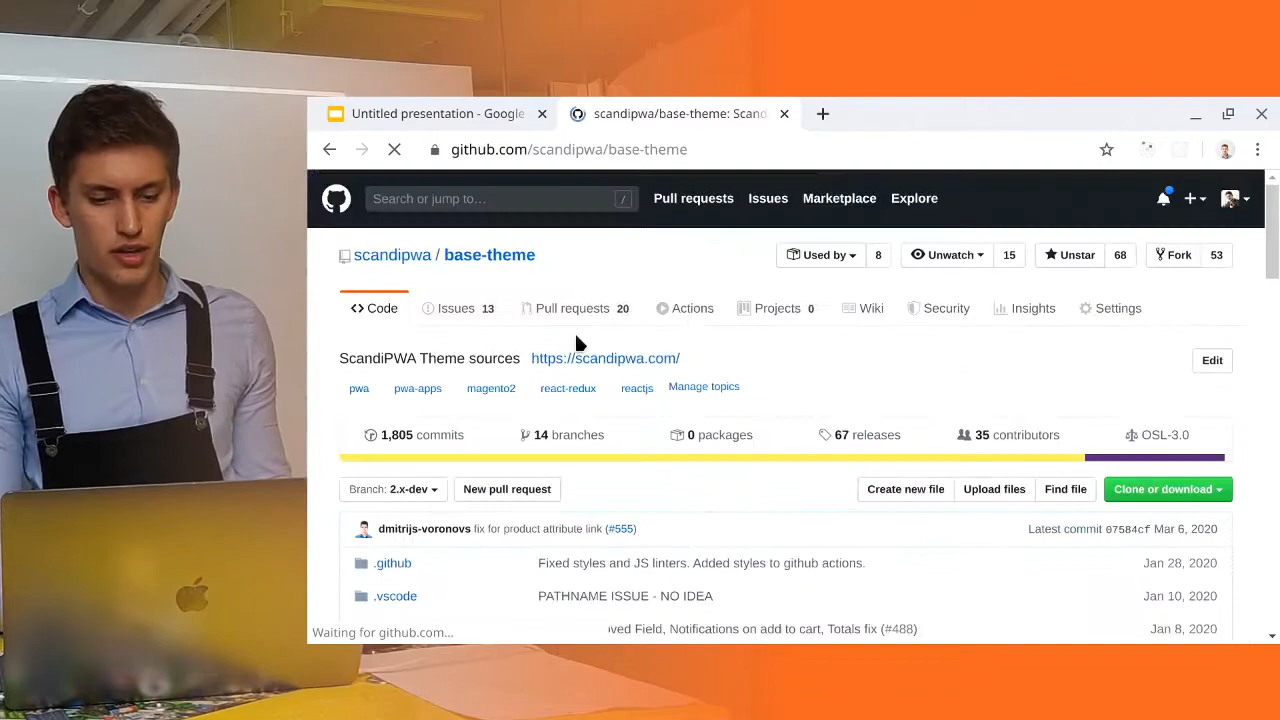 Untitled presentation - Google
scandipwa/base-theme: Scand
github.com/scandipwa/base-theme
Search or jump to…
/
Pull requests
Issues
Marketplace
Explore
scandipwa / base-theme
Used by 8
Unwatch 15
Unstar 68
Fork 53
Code
Issues 13
Pull requests 20
Actions
Projects 0
Wiki
Security
Insights
Settings
ScandiPWA Theme sources https://scandipwa.com/
Edit
pwa pwa-apps magento2 react-redux reactjs Manage topics
1,805 commits
14 branches
0 packages
67 releases
35 contributors
OSL-3.0
Branch: 2.x-dev
New pull request
Create new file
Upload files
Find file
Clone or download
dmitrijs-voronovs fix for product attribute link (#555)
Latest commit 07584cf Mar 6, 2020
.github
Fixed styles and JS linters. Added styles to github actions.
Jan 28, 2020
.vscode
PATHNAME ISSUE - NO IDEA
Jan 10, 2020
Waiting for github.com...
ved Field, Notifications on add to cart, Totals fix (#488)
Jan 8, 2020